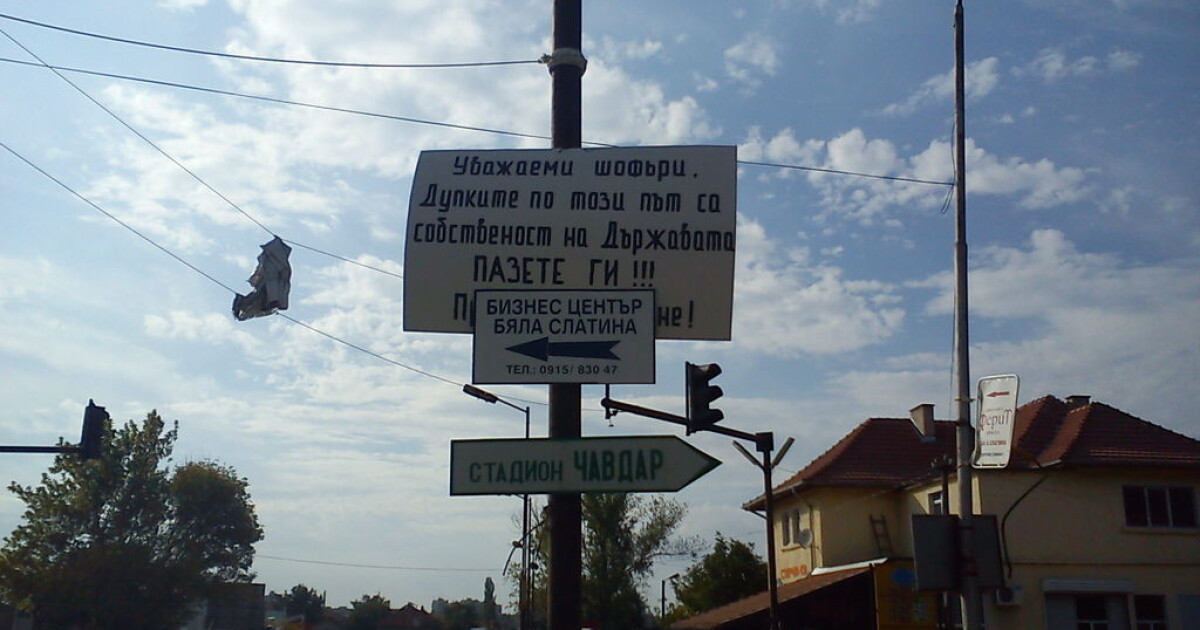 Уважаеми шофьри,
Дупките по този път са
собственост на Държавата
ПАЗЕТЕ ГИ !!!
БИЗНЕС ЦЕНТЪР
БЯЛА СЛАТИНА
ТЕЛ.: 0915/ 830 47
СТАДИОН ЧАВДАР